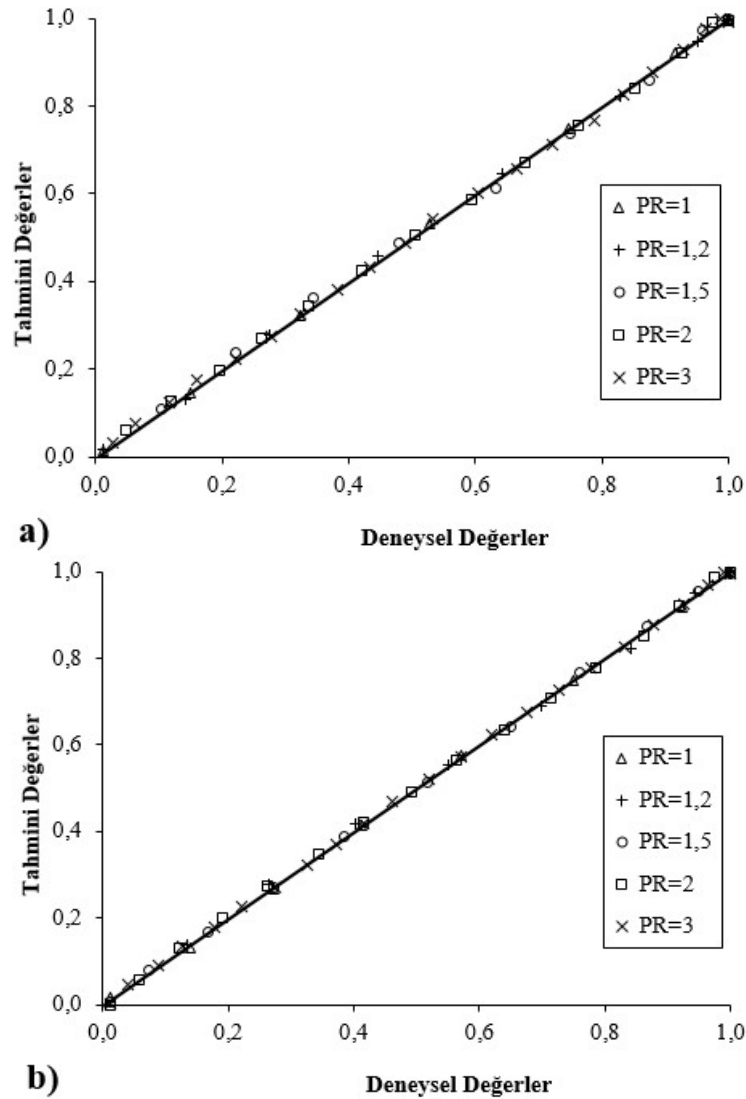 1,0
0,8
0,6
0,4
0,2
0,0
Tahmini Değerler
PR=1
PR=1,2
PR=1,5
PR=2
PR=3
0,0 0,2 0,4 0,6 0,8 1,0
a)
Deneysel Değerler
1,0
0,8
0,6
0,4
0,2
0,0
Tahmini Değerler
PR=1
PR=1,2
PR=1,5
PR=2
PR=3
0,0 0,2 0,4 0,6 0,8 1,0
b)
Deneysel Değerler